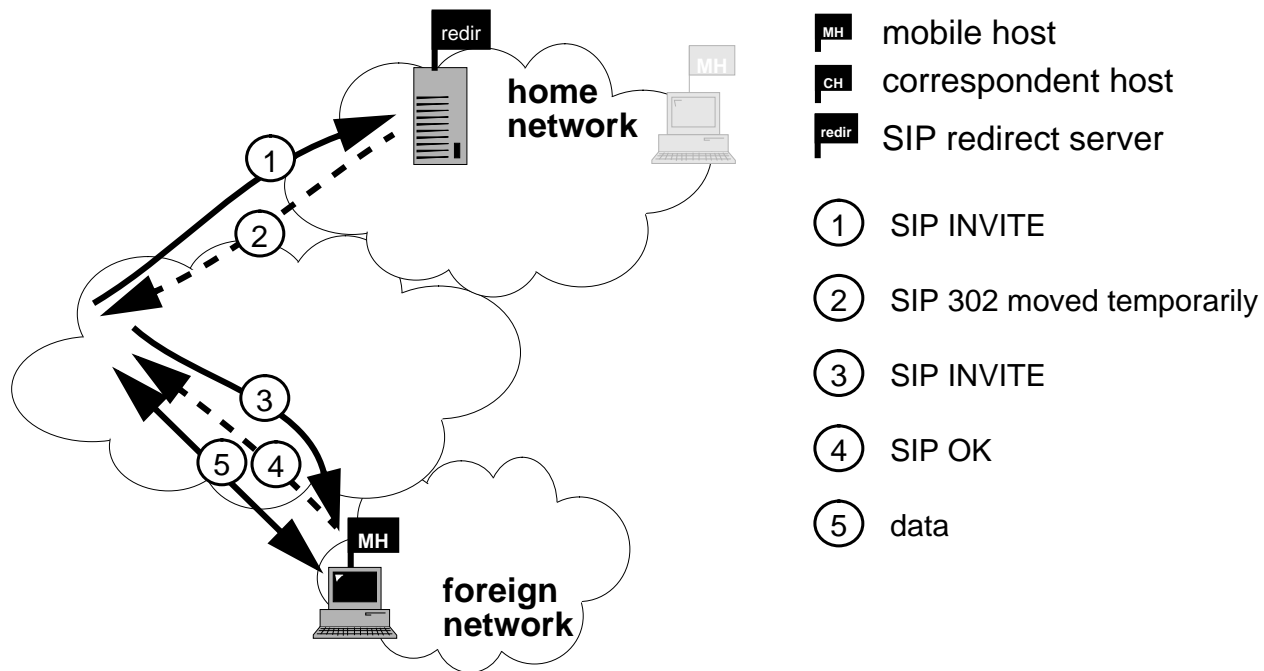 redir
MH
home
network
1
2
3
5
4
MH
foreign
network
MH mobile host
CH correspondent host
redir SIP redirect server
1 SIP INVITE
2 SIP 302 moved temporarily
3 SIP INVITE
4 SIP OK
5 data